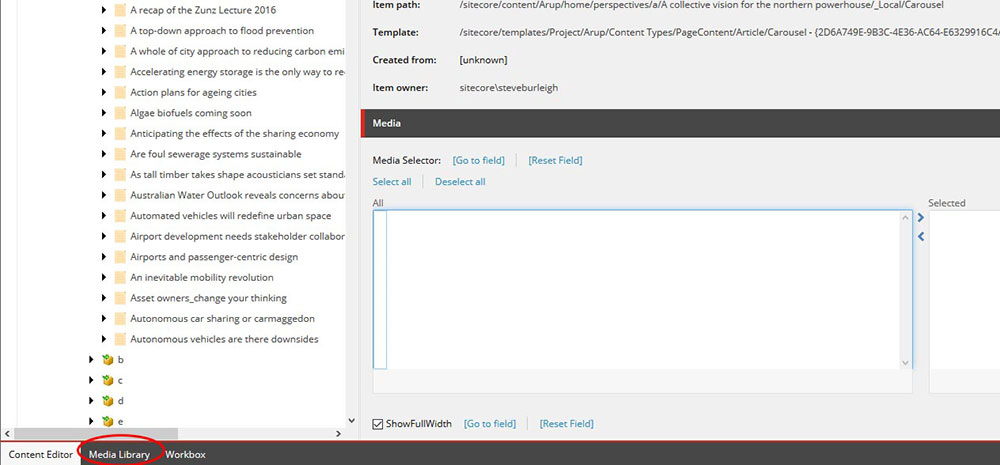 A recap of the Zunz Lecture 2016
A top-down approach to flood prevention
A whole of city approach to reducing carbon emi
Accelerating energy storage is the only way to re
Action plans for ageing cities
Algae biofuels coming soon
Anticipating the effects of the sharing economy
Are foul sewerage systems sustainable
As tall timber takes shape acousticians set standa
Australian Water Outlook reveals concerns about
Automated vehicles will redefine urban space
Airport development needs stakeholder collabor
Airports and passenger-centric design
An inevitable mobility revolution
Asset owners_change your thinking
Autonomous car sharing or carmaggedon
Autonomous vehicles are there downsides
b
c
d
e
Item path: /sitecore/content/Arup/home/perspectives/a/A collective vision for the northern powerhouse/_Local/Carousel
Template: /sitecore/templates/Project/Arup/Content Types/PageContent/Article/Carousel - {2D6A749E-9B3C-4E36-AC64-E6329916C4A
Created from: [unknown]
Item owner: sitecore\steveburleigh
Media
Media Selector: [Go to field] [Reset Field]
Select all Deselect all
All Selected
ShowFullWidth [Go to field] [Reset Field]
Content Editor Media Library Workbox